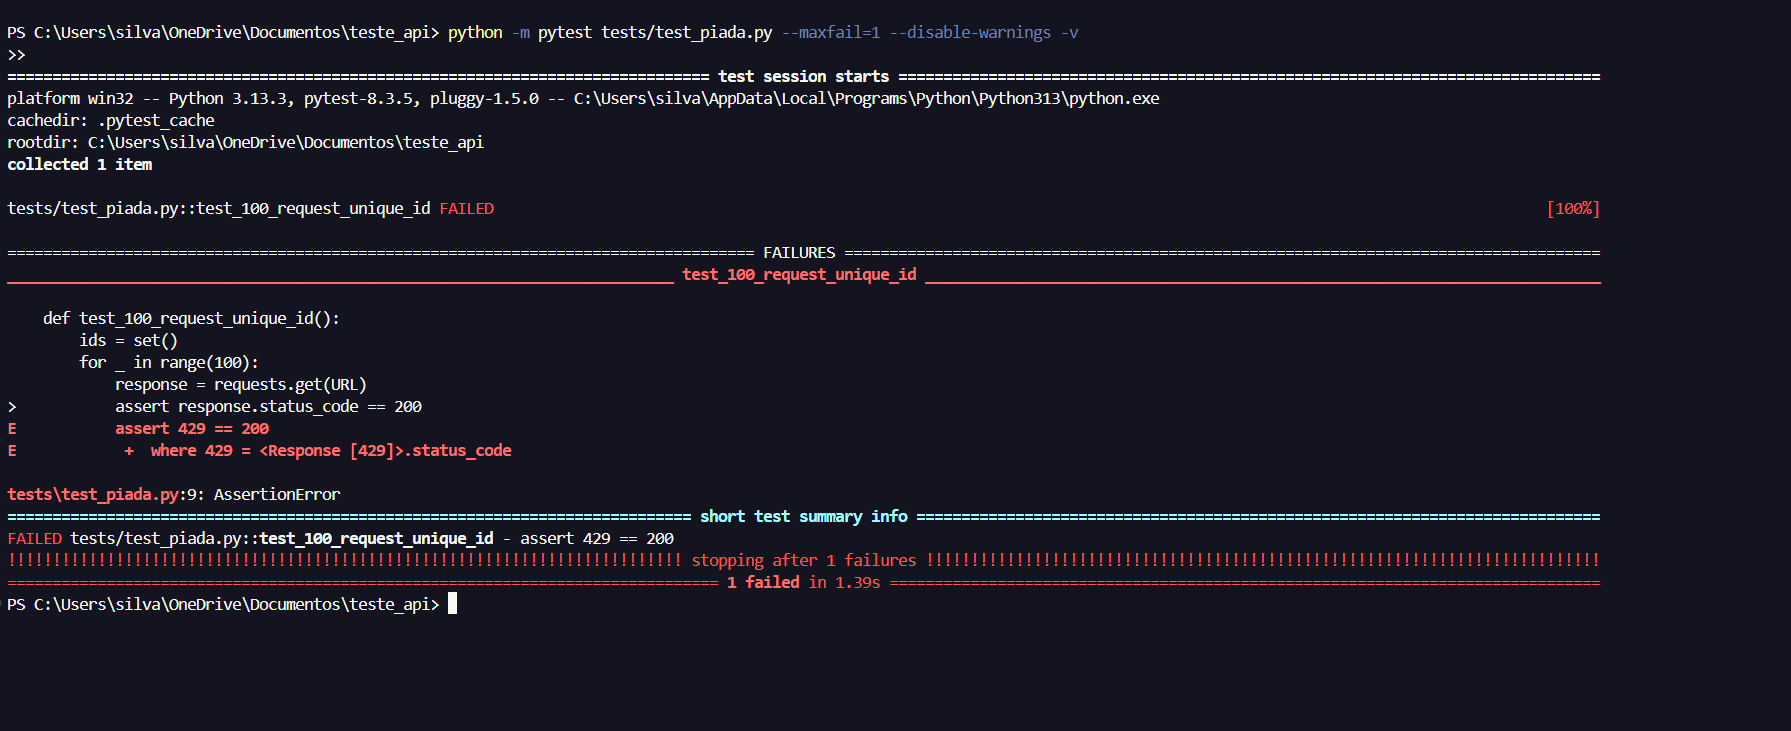 PS C:\Users\silva\OneDrive\Documentos\teste_api> python -m pytest tests/test_piada.py --maxfail=1 --disable-warnings -v
>>
============================================================================== test session starts ==============================================================================
platform win32 -- Python 3.13.3, pytest-8.3.5, pluggy-1.5.0 -- C:\Users\silva\AppData\Local\Programs\Python\Python313\python.exe
cachedir: .pytest_cache
rootdir: C:\Users\silva\OneDrive\Documentos\teste_api
collected 1 item

tests/test_piada.py::test_100_request_unique_id FAILED [100%]

=================================================================================== FAILURES ====================================================================================
__________________________________________________________________________ test_100_request_unique_id ___________________________________________________________________________

    def test_100_request_unique_id():
        ids = set()
        for _ in range(100):
            response = requests.get(URL)
>           assert response.status_code == 200
E           assert 429 == 200
E            +  where 429 = <Response [429]>.status_code

tests\test_piada.py:9: AssertionError
============================================================================ short test summary info ============================================================================
FAILED tests/test_piada.py::test_100_request_unique_id - assert 429 == 200
!!!!!!!!!!!!!!!!!!!!!!!!!!!!!!!!!!!!!!!!!!!!!!!!!!!!!!!!!!!!!!!!!!!!!!!!!!! stopping after 1 failures !!!!!!!!!!!!!!!!!!!!!!!!!!!!!!!!!!!!!!!!!!!!!!!!!!!!!!!!!!!!!!!!!!!!!!!!!!!
=============================================================================== 1 failed in 1.39s ===============================================================================
PS C:\Users\silva\OneDrive\Documentos\teste_api>